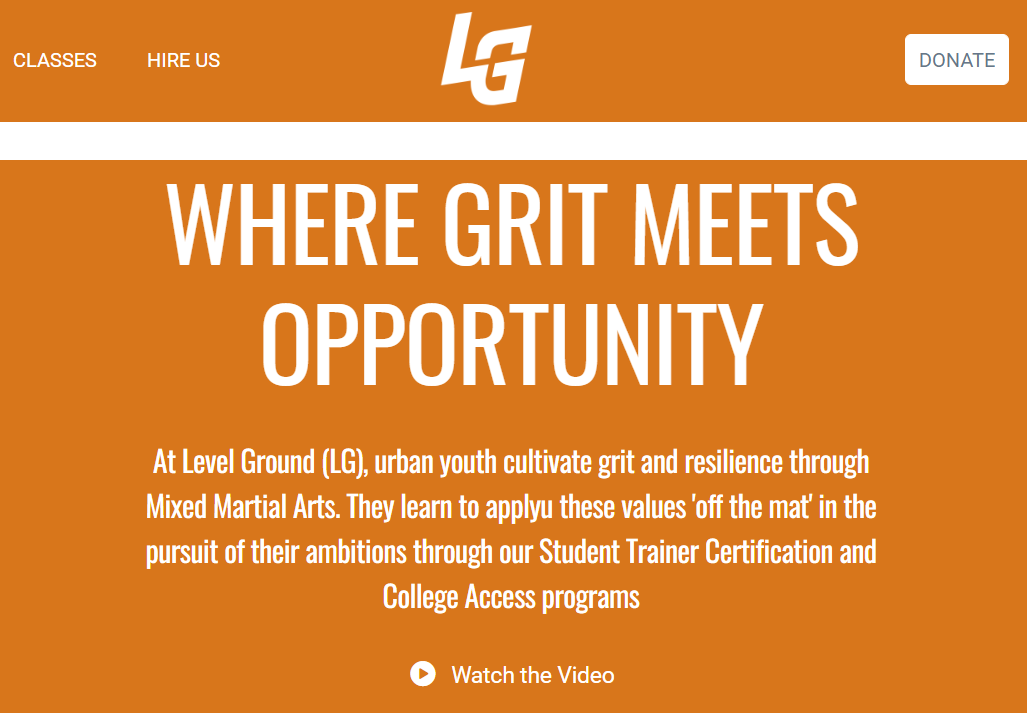 CLASSES HIRE US LG DONATE
WHERE GRIT MEETS
OPPORTUNITY
At Level Ground (LG), urban youth cultivate grit and resilience through
Mixed Martial Arts. They learn to applyu these values 'off the mat' in the
pursuit of their ambitions through our Student Trainer Certification and
College Access programs
Watch the Video